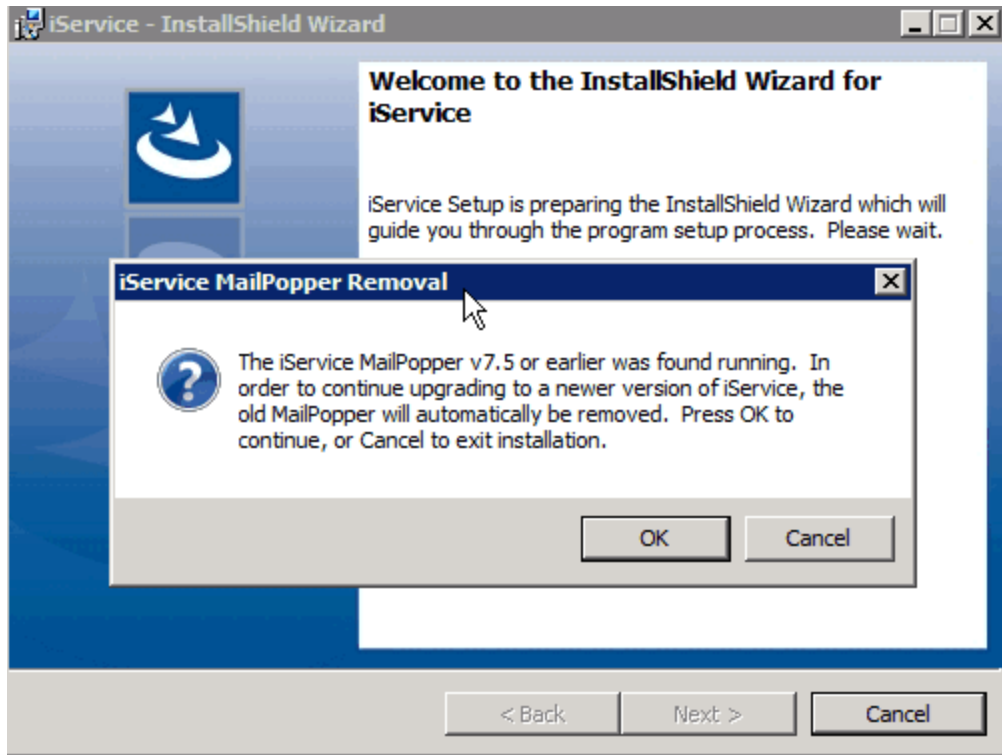 iService - InstallShield Wizard
Welcome to the InstallShield Wizard for
iService
iService Setup is preparing the InstallShield Wizard which will
guide you through the program setup process.  Please wait.
iService MailPopper Removal
The iService MailPopper v7.5 or earlier was found running.  In
order to continue upgrading to a newer version of iService, the
old MailPopper will automatically be removed.  Press OK to
continue, or Cancel to exit installation.
OK
Cancel
< Back
Next >
Cancel